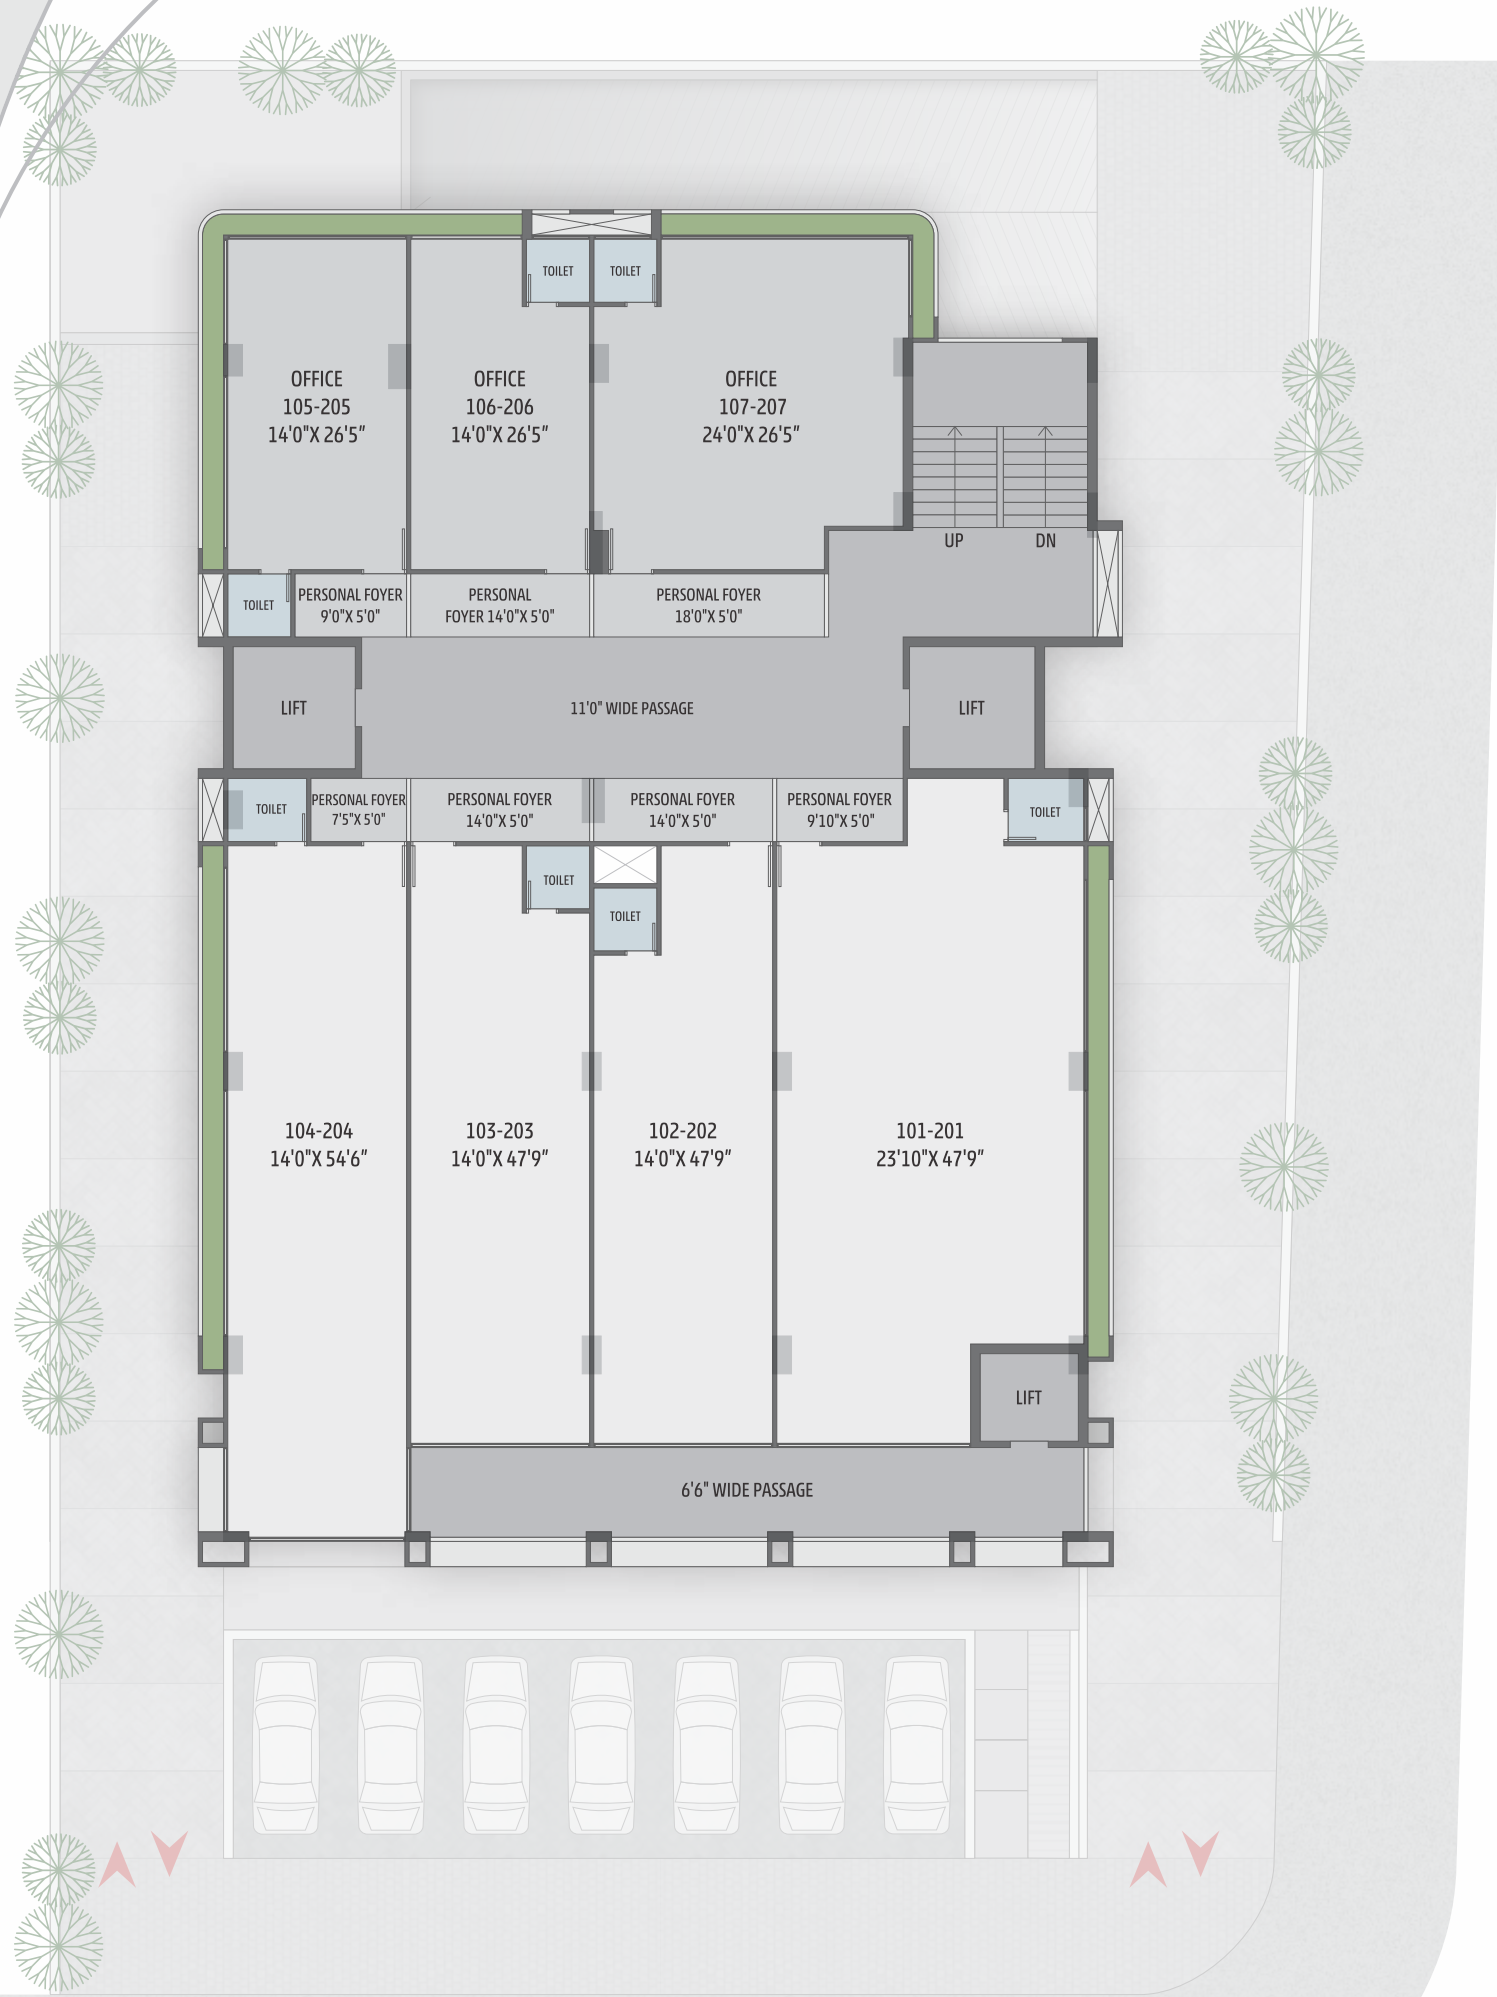 TOILET
TOILET
OFFICE
105-205
14'0"X 26'5"
OFFICE
106-206
14'0"X 26'5"
OFFICE
107-207
24'0"X 26'5"
UP
DN
TOILET
PERSONAL FOYER
9'0"X 5'0"
PERSONAL
FOYER 14'0"X 5'0"
PERSONAL FOYER
18'0"X 5'0"
LIFT
11'0" WIDE PASSAGE
LIFT
TOILET
PERSONAL FOYER
7'5"X 5'0"
PERSONAL FOYER
14'0"X 5'0"
PERSONAL FOYER
14'0"X 5'0"
PERSONAL FOYER
9'10"X 5'0"
TOILET
TOILET
TOILET
104-204
14'0"X 54'6"
103-203
14'0"X 47'9"
102-202
14'0"X 47'9"
101-201
23'10"X 47'9"
LIFT
6'6" WIDE PASSAGE